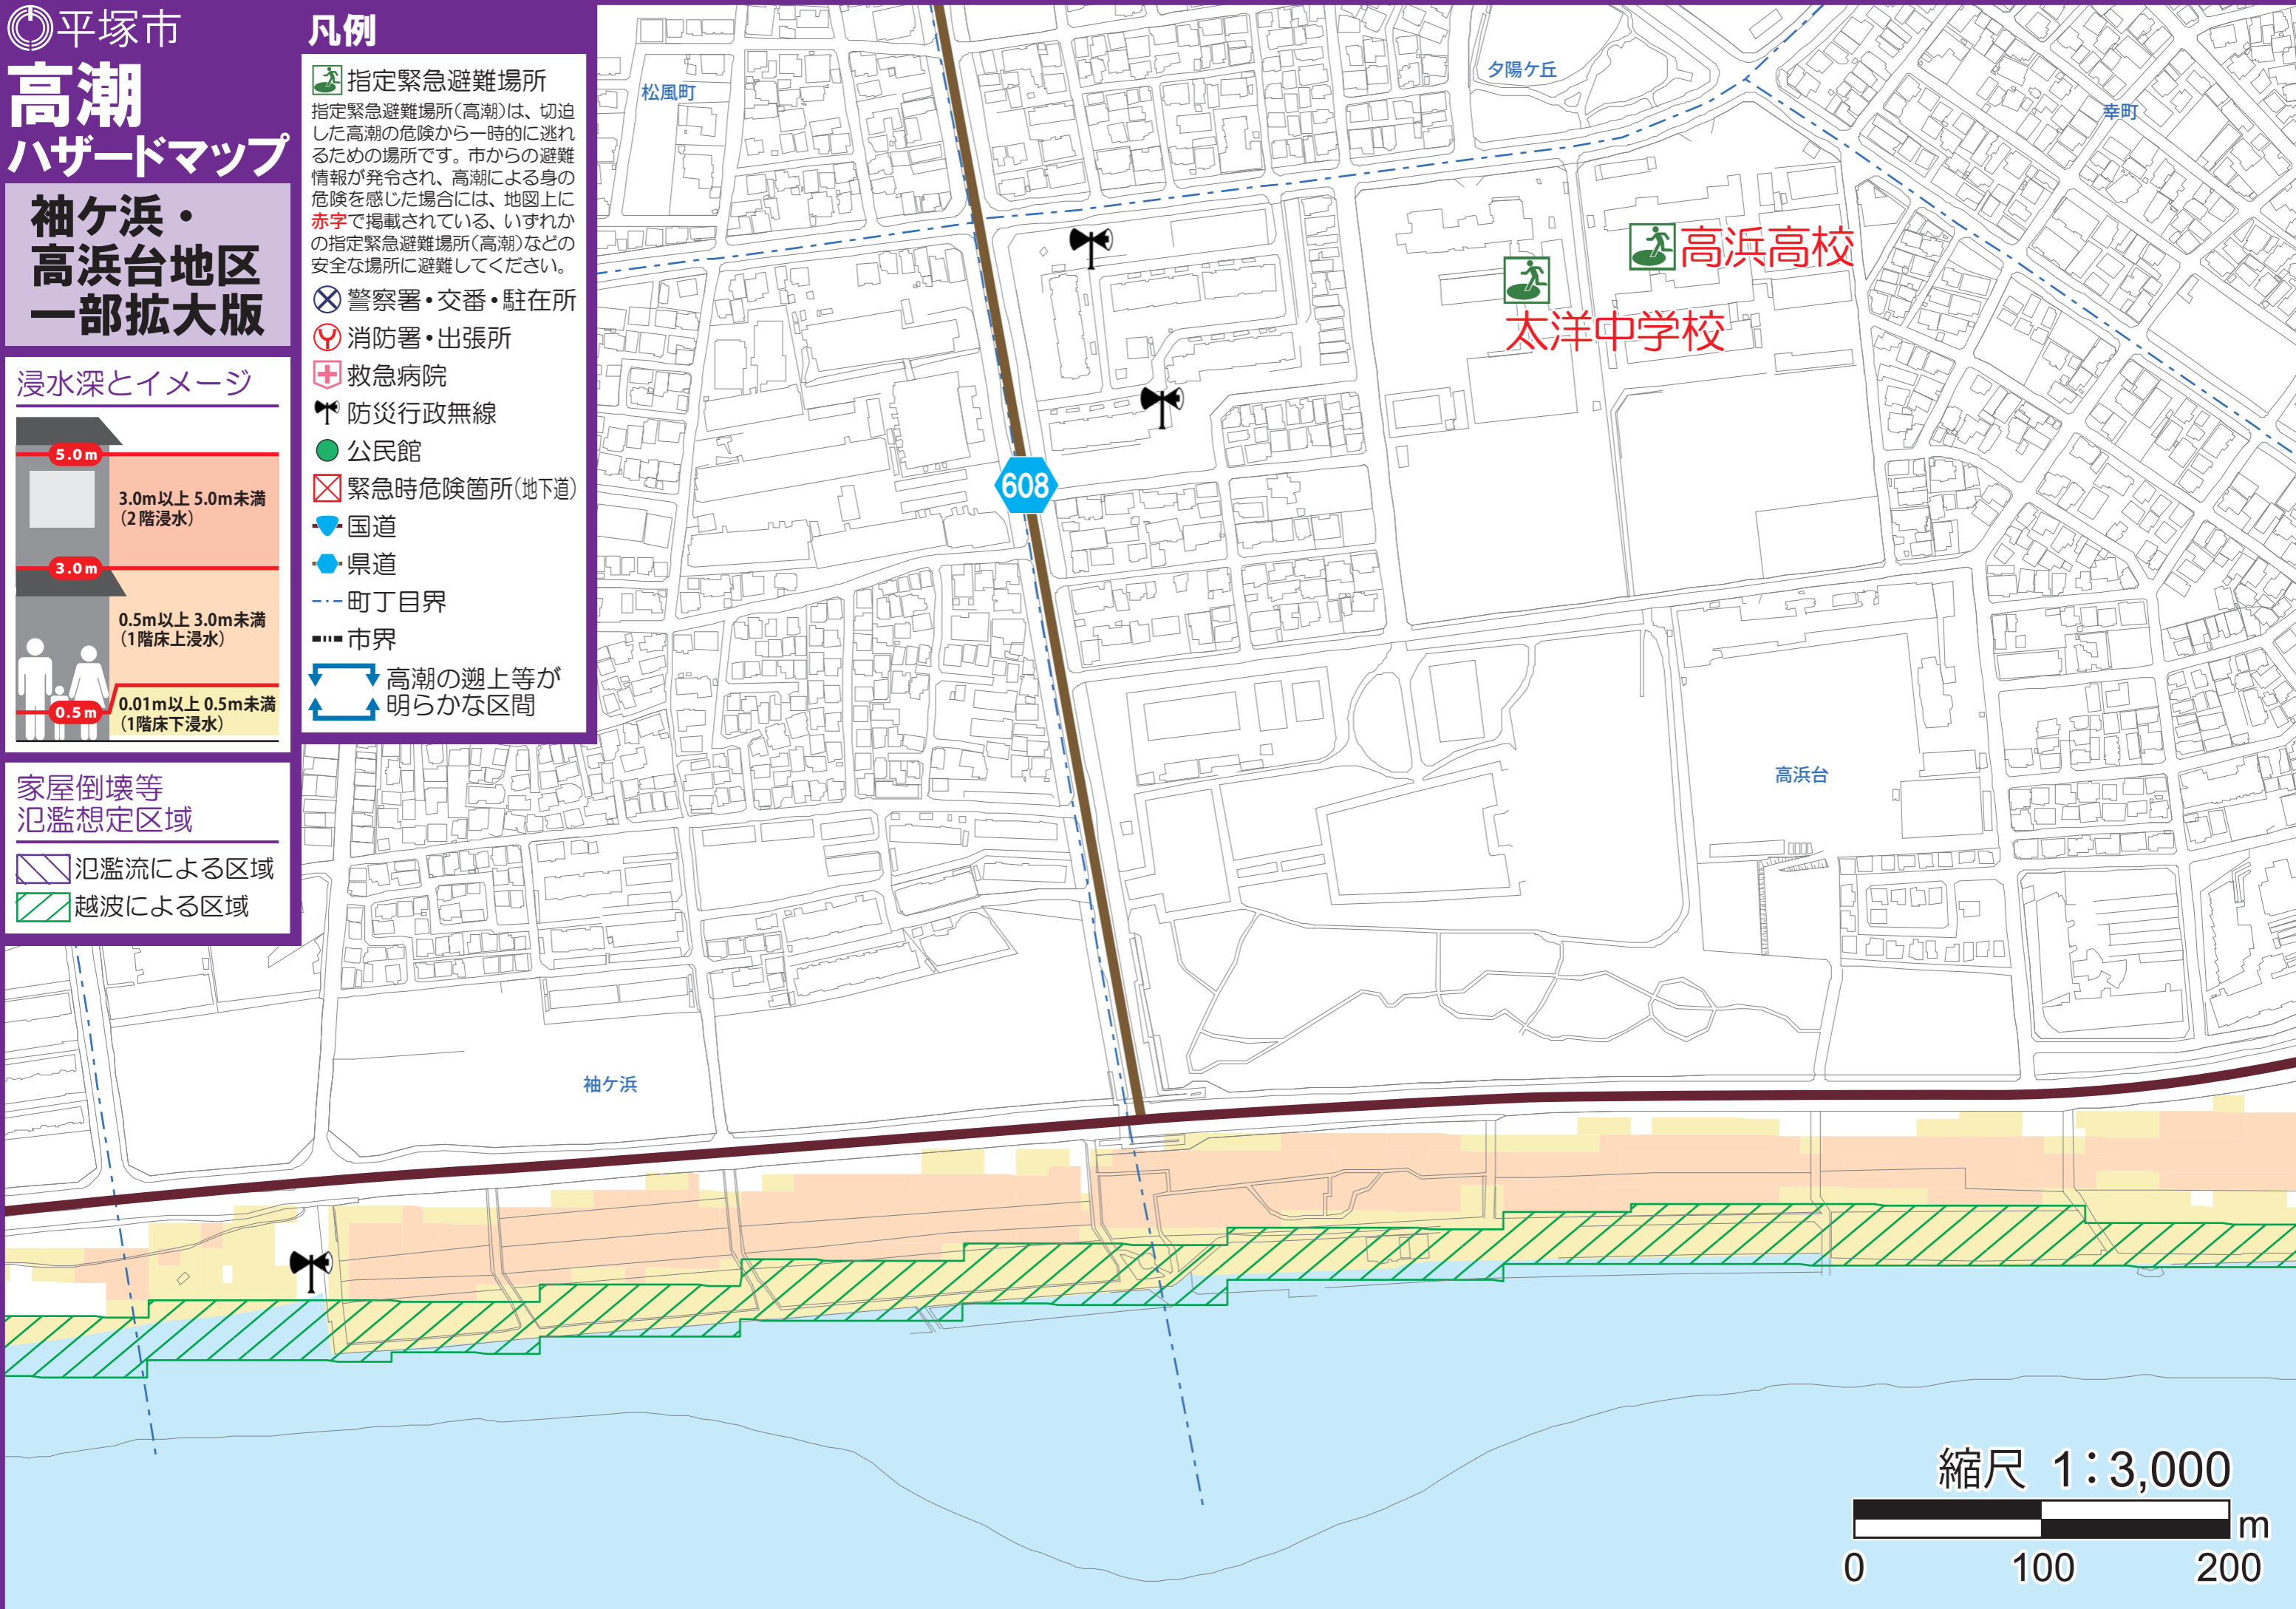 平塚市
高潮
ハザードマップ
袖ケ浜・
高浜台地区
一部拡大版
浸水深とイメージ
5.0m
3.0m以上 5.0m未満
(2階浸水)
3.0m
0.5m以上 3.0m未満
(1階床上浸水)
0.5m
0.01m以上 0.5m未満
(1階床下浸水)
家屋倒壊等
氾濫想定区域
氾濫流による区域
越波による区域
凡例
指定緊急避難場所
指定緊急避難場所(高潮)は、切迫
した高潮の危険から一時的に逃れ
るための場所です。市からの避難
情報が発令され、高潮による身の
危険を感じた場合には、地図上に
赤字で掲載されている、いずれか
の指定緊急避難場所(高潮)などの
安全な場所に避難してください。
警察署・交番・駐在所
消防署・出張所
救急病院
防災行政無線
公民館
緊急時危険箇所(地下道)
国道
県道
町丁目界
市界
高潮の遡上等が
明らかな区間
松風町
夕陽ケ丘
幸町
高浜高校
太洋中学校
608
高浜台
袖ケ浜
縮尺 1:3,000
m
0 100 200